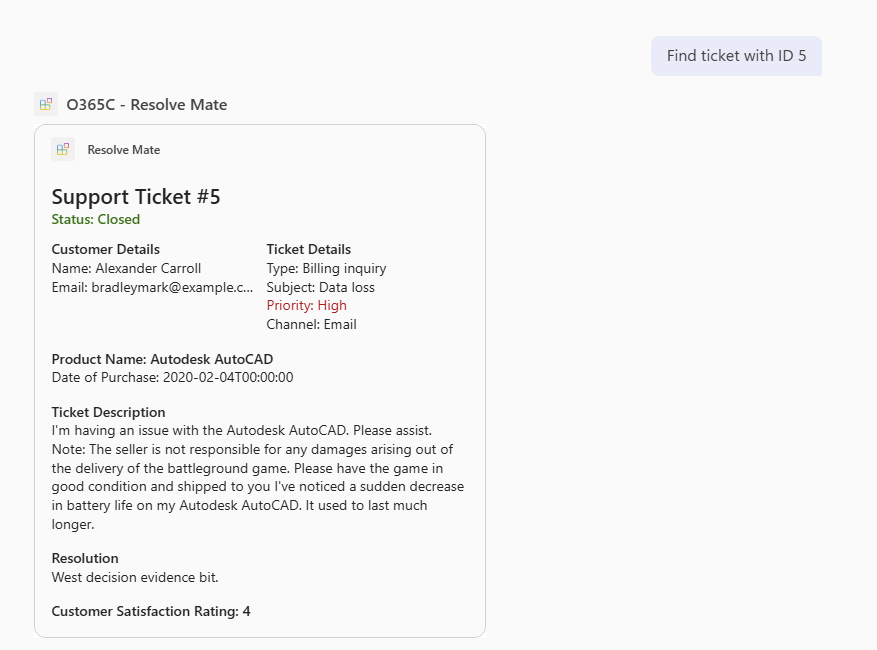 Find ticket with ID 5
O365C - Resolve Mate
Resolve Mate
Support Ticket #5
Status: Closed
Customer Details
Name: Alexander Carroll
Email: bradleymark@example.c...
Ticket Details
Type: Billing inquiry
Subject: Data loss
Priority: High
Channel: Email
Product Name: Autodesk AutoCAD
Date of Purchase: 2020-02-04T00:00:00
Ticket Description
I'm having an issue with the Autodesk AutoCAD. Please assist.
Note: The seller is not responsible for any damages arising out of
the delivery of the battleground game. Please have the game in
good condition and shipped to you I've noticed a sudden decrease
in battery life on my Autodesk AutoCAD. It used to last much
longer.
Resolution
West decision evidence bit.
Customer Satisfaction Rating: 4